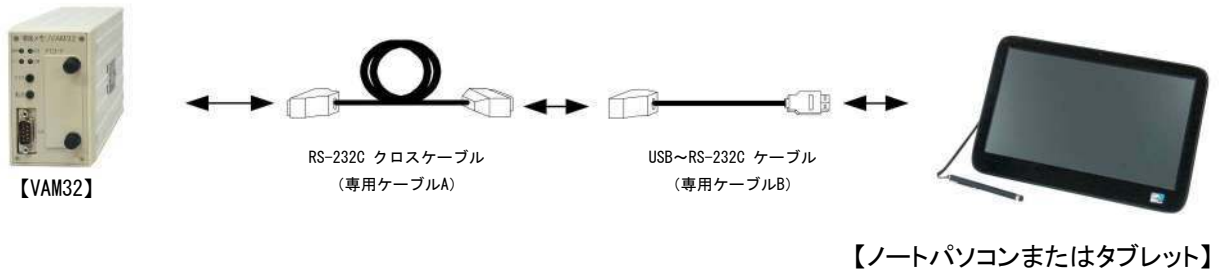 RS-232C クロスケーブル
(専用ケーブルA)
USB～RS-232C ケーブル
(専用ケーブルB)
【VAM32】
【ノートパソコンまたはタブレット】